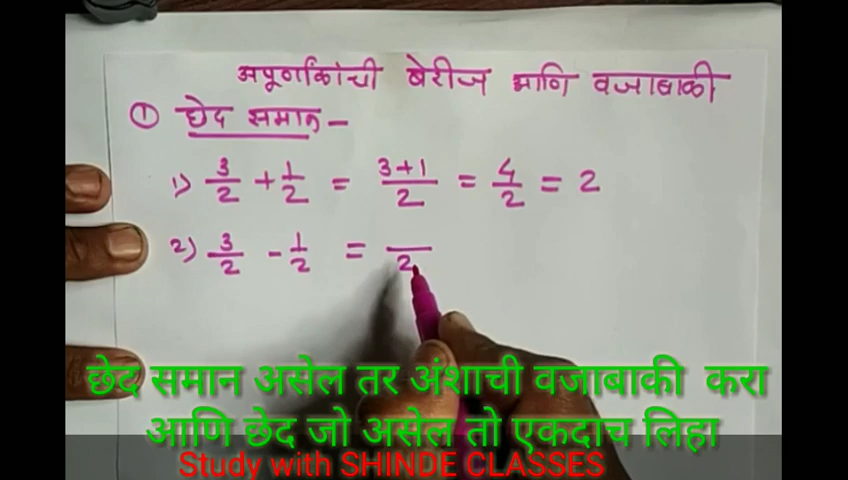 अपूर्णांकांची बेरीज आणि वजाबाकी
① छेद समान –
1) 3/2 + 1/2 = 3+1/2 = 4/2 = 2
2) 3/2 - 1/2 = /2
छेद समान असेल तर अंशाची वजाबाकी करा
आणि छेद जो असेल तो एकदाच लिहा
Study with SHINDE CLASSES